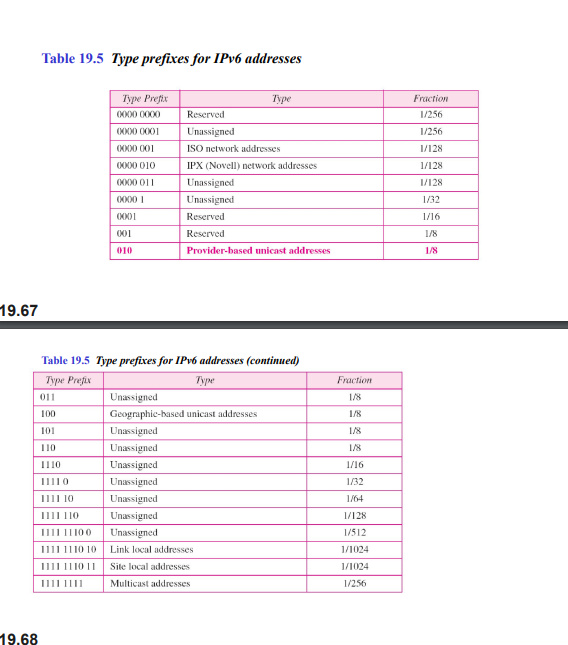 Table 19.5 Type prefixes for IPv6 addresses
Type Prefix Type Fraction
0000 0000 Reserved 1/256
0000 0001 Unassigned 1/256
0000 001 ISO network addresses 1/128
0000 010 IPX (Novell) network addresses 1/128
0000 011 Unassigned 1/128
0000 1 Unassigned 1/32
0001 Reserved 1/16
001 Reserved 1/8
010 Provider-based unicast addresses 1/8
19.67
Table 19.5 Type prefixes for IPv6 addresses (continued)
Type Prefix Type Fraction
011 Unassigned 1/8
100 Geographic-based unicast addresses 1/8
101 Unassigned 1/8
110 Unassigned 1/8
1110 Unassigned 1/16
1111 0 Unassigned 1/32
1111 10 Unassigned 1/64
1111 110 Unassigned 1/128
1111 1110 0 Unassigned 1/512
1111 1110 10 Link local addresses 1/1024
1111 1110 11 Site local addresses 1/1024
1111 1111 Multicast addresses 1/256
19.68